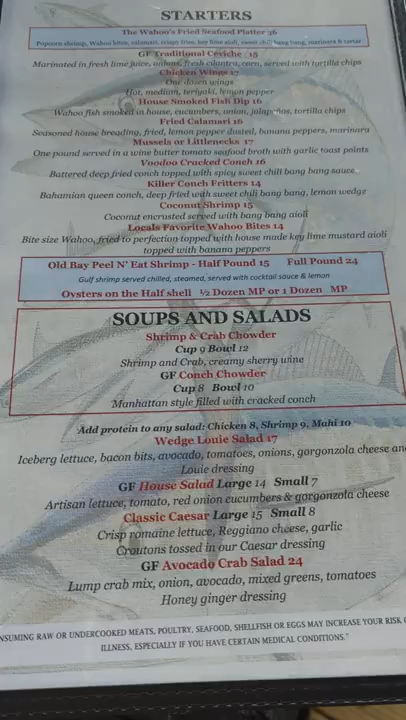 STARTERS
The Wahoo's Fried Seafood Platter 36
Popcorn shrimp, Wahoo bites, calamari, crispy fries, key lime aioli, sweet chili bang bang, marinara & tartar
GF Traditional Ceviche 15
Marinated in fresh lime juice, onions, fresh cilantro, corn, served with tortilla chips
Chicken Wings 17
One dozen wings
Hot, medium, teriyaki, lemon pepper
House Smoked Fish Dip 16
Wahoo fish smoked in house, cucumbers, onion, jalapeños, tortilla chips
Fried Calamari 16
Seasoned house breading, fried, lemon pepper dusted, banana peppers, marinara
Mussels or Littlenecks 17
One pound served in a wine butter tomato seafood broth with garlic toast points
Voodoo Cracked Conch 16
Battered deep fried conch topped with spicy sweet chili bang bang sauce
Killer Conch Fritters 14
Bahamian queen conch, deep fried with sweet chili bang bang, lemon wedge
Coconut Shrimp 15
Coconut encrusted served with bang bang aioli
Locals Favorite Wahoo Bites 14
Bite size Wahoo, fried to perfection topped with house made key lime mustard aioli
topped with banana peppers
Old Bay Peel N' Eat Shrimp - Half Pound 15 Full Pound 24
Gulf shrimp served chilled, steamed, served with cocktail sauce & lemon
Oysters on the Half shell ½ Dozen MP or 1 Dozen MP
SOUPS AND SALADS
Shrimp & Crab Chowder
Cup 9 Bowl 12
Shrimp and Crab, creamy sherry wine
GF Conch Chowder
Cup 8 Bowl 10
Manhattan style filled with cracked conch
Add protein to any salad: Chicken 8, Shrimp 9, Mahi 10
Wedge Louie Salad 17
Iceberg lettuce, bacon bits, avocado, tomatoes, onions, gorgonzola cheese and
Louie dressing
GF House Salad Large 14 Small 7
Artisan lettuce, tomato, red onion cucumbers & gorgonzola cheese
Classic Caesar Large 15 Small 8
Crisp romaine lettuce, Reggiano cheese, garlic
Croutons tossed in our Caesar dressing
GF Avocado Crab Salad 24
Lump crab mix, onion, avocado, mixed greens, tomatoes
Honey ginger dressing
NSUMING RAW OR UNDERCOOKED MEATS, POULTRY, SEAFOOD, SHELLFISH OR EGGS MAY INCREASE YOUR RISK
ILLNESS, ESPECIALLY IF YOU HAVE CERTAIN MEDICAL CONDITIONS."